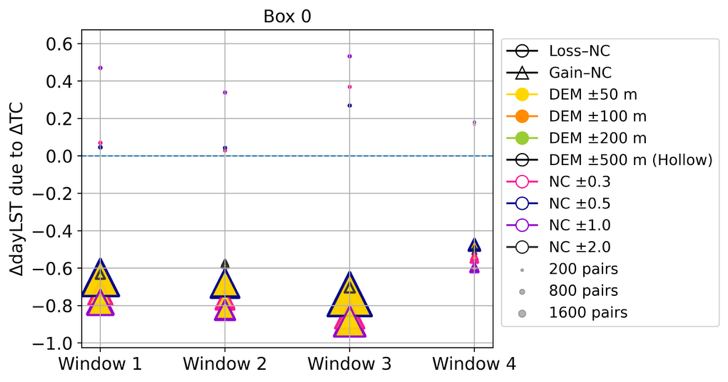 Box 0
ΔdayLST due to ΔTC
0.6
0.4
0.2
0.0
−0.2
−0.4
−0.6
−0.8
−1.0
Window 1 Window 2 Window 3 Window 4
Loss–NC
Gain–NC
DEM ±50 m
DEM ±100 m
DEM ±200 m
DEM ±500 m (Hollow)
NC ±0.3
NC ±0.5
NC ±1.0
NC ±2.0
200 pairs
800 pairs
1600 pairs